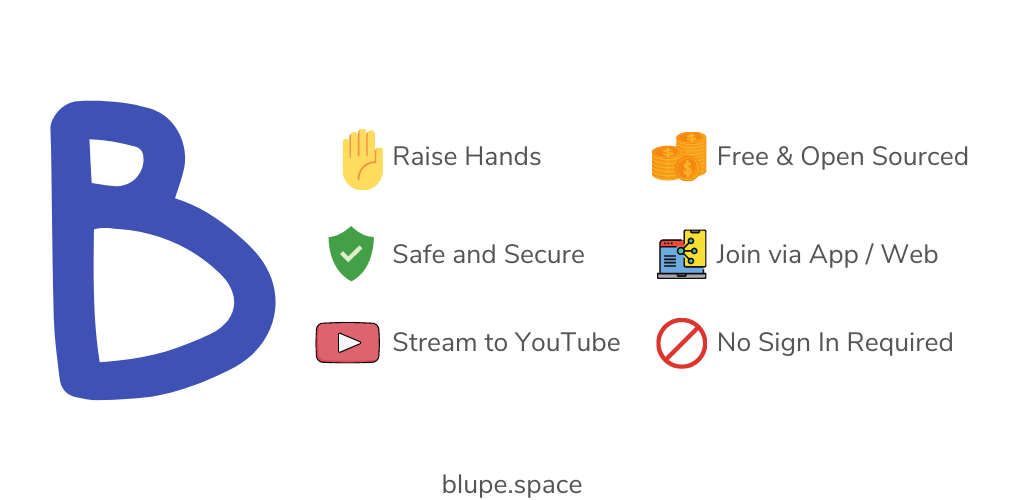 B
Raise Hands
Free & Open Sourced
Safe and Secure
Join via App / Web
Stream to YouTube
No Sign In Required
blupe.space